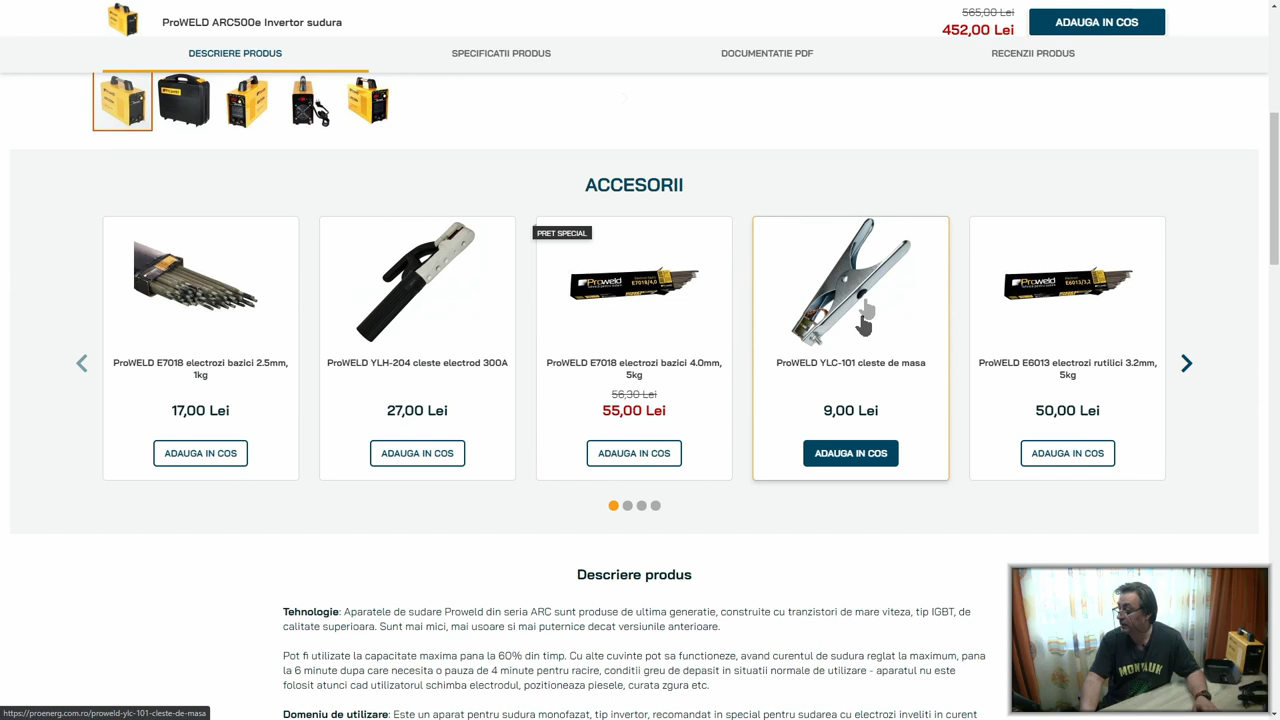 ProWELD ARC500e Invertor sudura
565,00 Lei
452,00 Lei
ADAUGA IN COS
DESCRIERE PRODUS
SPECIFICATII PRODUS
DOCUMENTATIE PDF
RECENZII PRODUS
ACCESORII
PRET SPECIAL
Proweld
E7018/4,0
Proweld
E6013/3,2
ProWELD E7018 electrozi bazici 2.5mm,
1kg
17,00 Lei
ADAUGA IN COS
ProWELD YLH-204 cleste electrod 300A
27,00 Lei
ADAUGA IN COS
ProWELD E7018 electrozi bazici 4.0mm,
5kg
56,30 Lei
55,00 Lei
ADAUGA IN COS
ProWELD YLC-101 cleste de masa
9,00 Lei
ADAUGA IN COS
ProWELD E6013 electrozi rutilici 3.2mm,
5kg
50,00 Lei
ADAUGA IN COS
Descriere produs
Tehnologie: Aparatele de sudare Proweld din seria ARC sunt produse de ultima generatie, construite cu tranzistori de mare viteza, tip IGBT, de
calitate superioara. Sunt mai mici, mai usoare si mai puternice decat versiunile anterioare.
Pot fi utilizate la capacitate maxima pana la 60% din timp. Cu alte cuvinte pot sa functioneze, avand curentul de sudura reglat la maximum, pana
la 6 minute dupa care necesita o pauza de 4 minute pentru racire, conditii greu de depasit in situatii normale de utilizare - aparatul nu este
folosit atunci cad utilizatorul schimba electrodul, pozitioneaza piesele, curata zgura etc.
Domeniu de utilizare: Este un aparat pentru sudura monofazat, tip invertor, recomandat in special pentru sudarea cu electrozi inveliti in curent
MONTAUK
https://proenerg.com.ro/proweld-ylc-101-cleste-de-masa